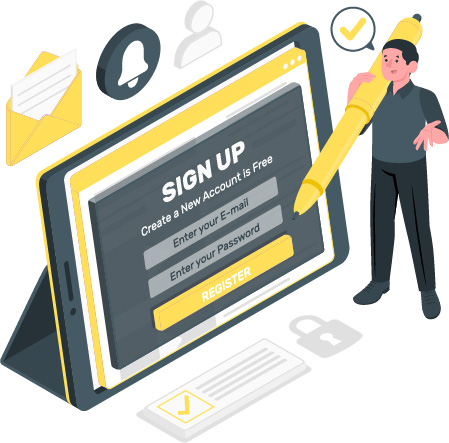 SIGN UP
Create a New Account is Free
Enter your E-mail
Enter your Password
REGISTER